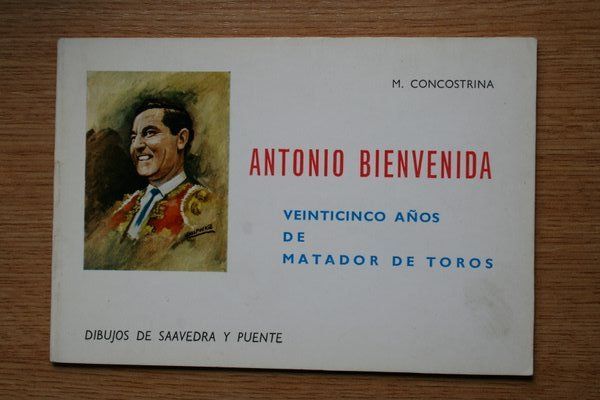 M. CONCOSTRINA
ANTONIO BIENVENIDA
VEINTICINCO AÑOS
DE
MATADOR DE TOROS
DIBUJOS DE SAAVEDRA Y PUENTE